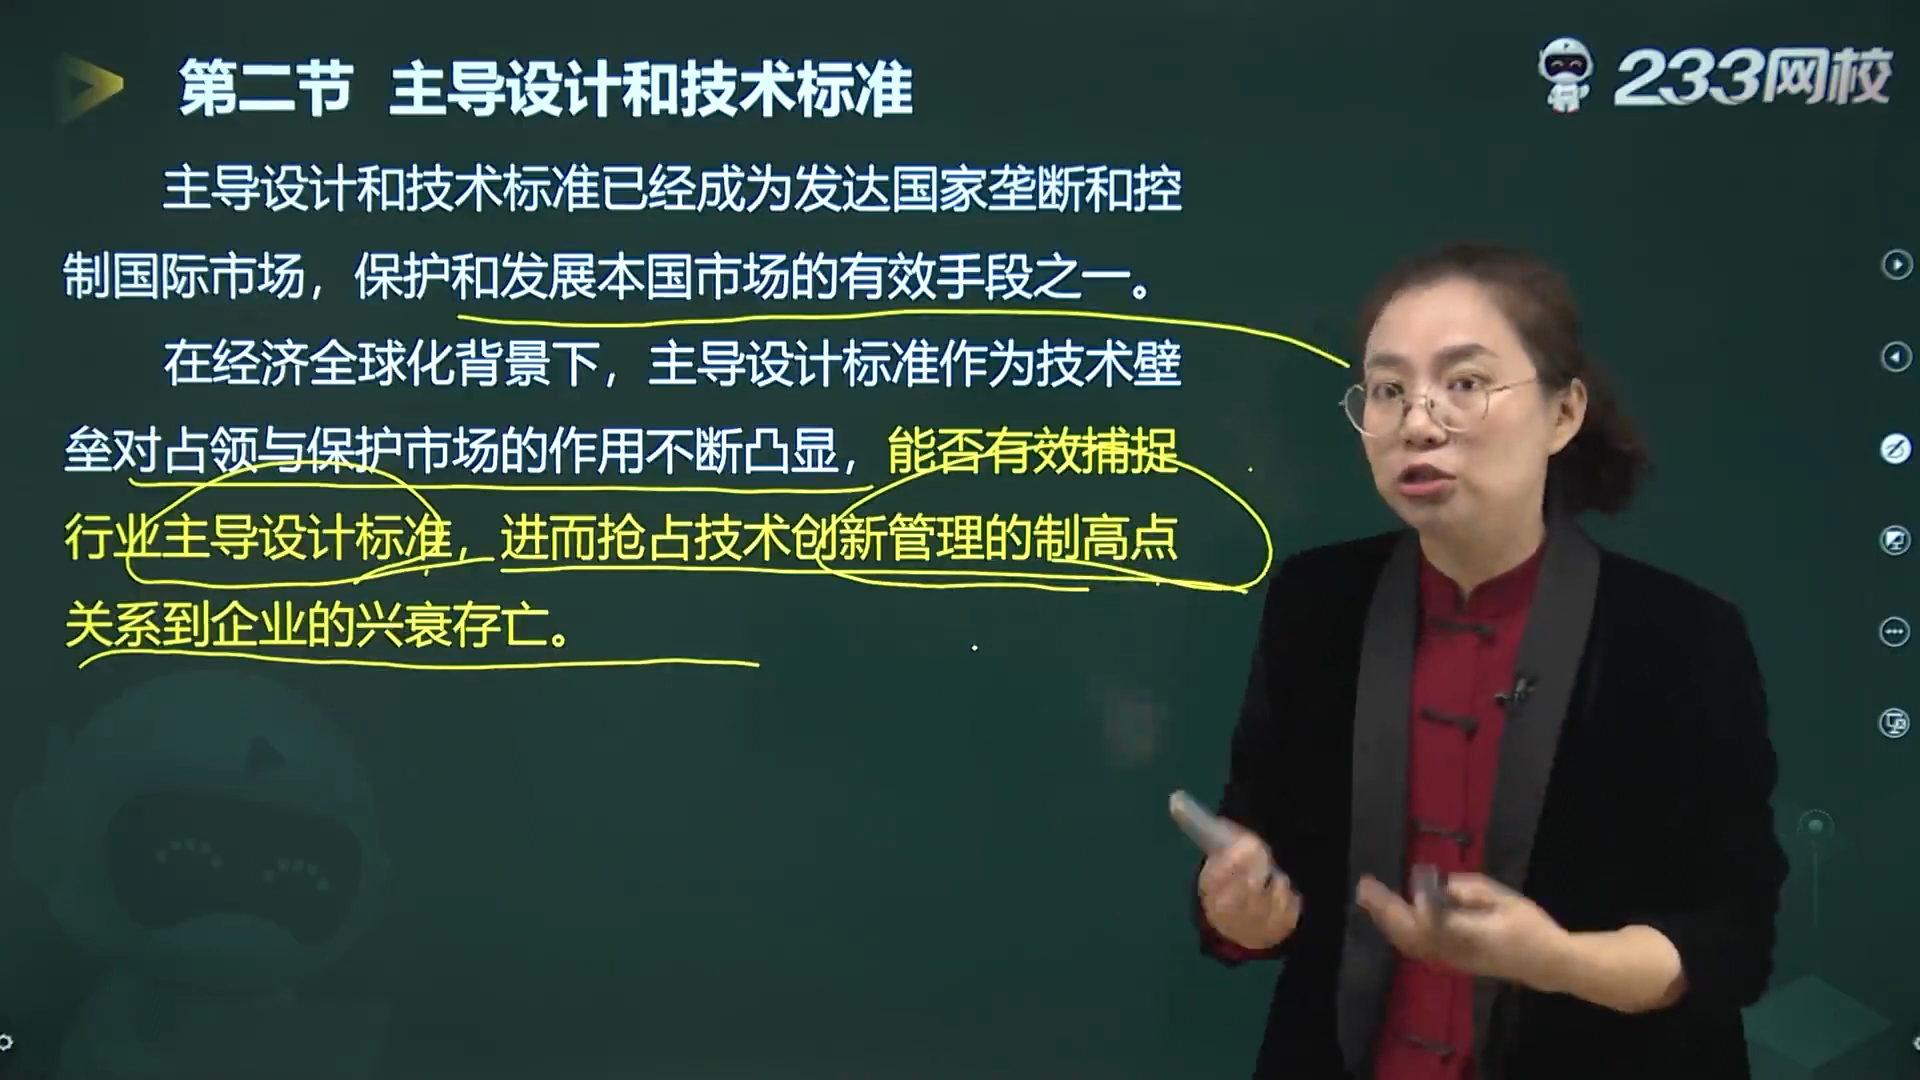 第二节 主导设计和技术标准
233网校
主导设计和技术标准已经成为发达国家垄断和控
制国际市场，保护和发展本国市场的有效手段之一。
在经济全球化背景下，主导设计标准作为技术壁
垒对占领与保护市场的作用不断凸显，能否有效捕捉
行业主导设计标准，进而抢占技术创新管理的制高点
关系到企业的兴衰存亡。